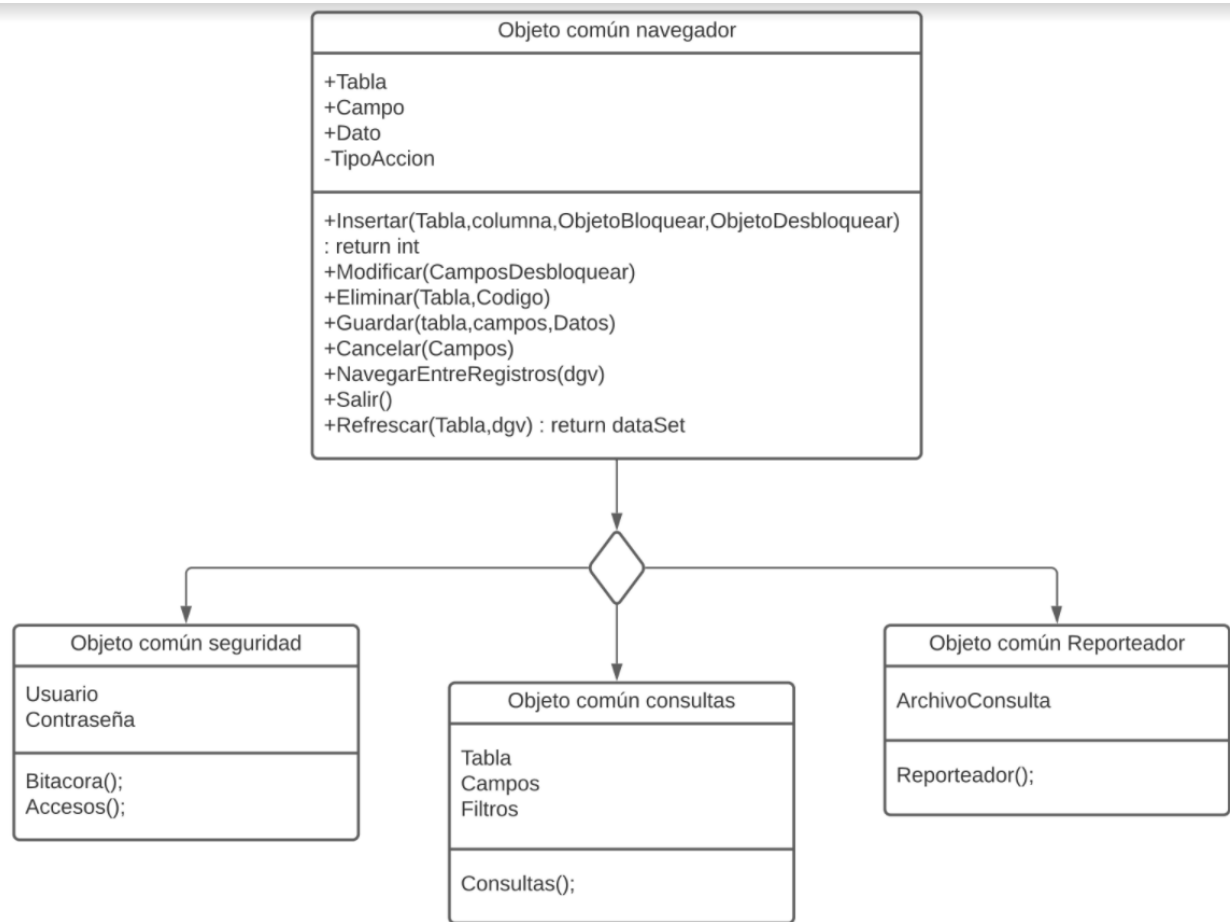 Objeto común navegador
+Tabla
+Campo
+Dato
-TipoAccion
+Insertar(Tabla,columna,ObjetoBloquear,ObjetoDesbloquear)
: return int
+Modificar(CamposDesbloquear)
+Eliminar(Tabla,Codigo)
+Guardar(tabla,campos,Datos)
+Cancelar(Campos)
+NavegarEntreRegistros(dgv)
+Salir()
+Refrescar(Tabla,dgv) : return dataSet
Objeto común seguridad
Usuario
Contraseña
Bitacora();
Accesos();
Objeto común consultas
Tabla
Campos
Filtros
Consultas();
Objeto común Reporteador
ArchivoConsulta
Reporteador();